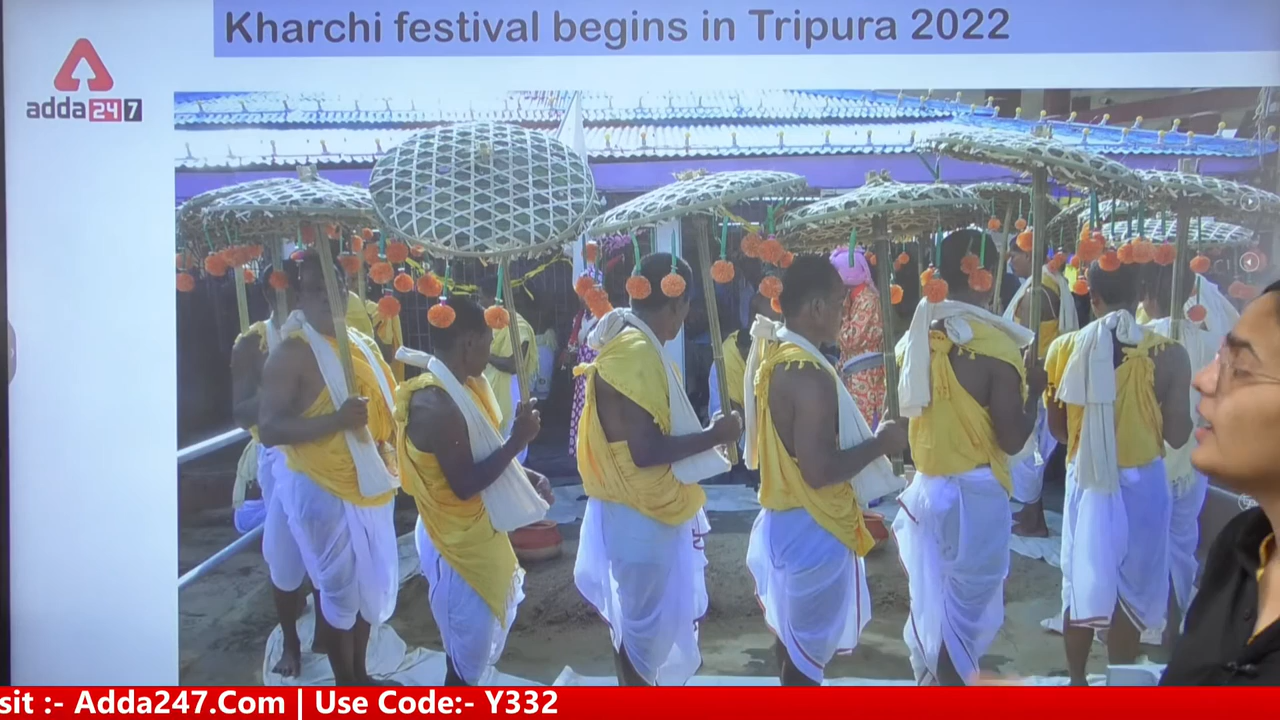 Kharchi festival begins in Tripura 2022
adda247
sit :- Adda247.Com | Use Code:- Y332